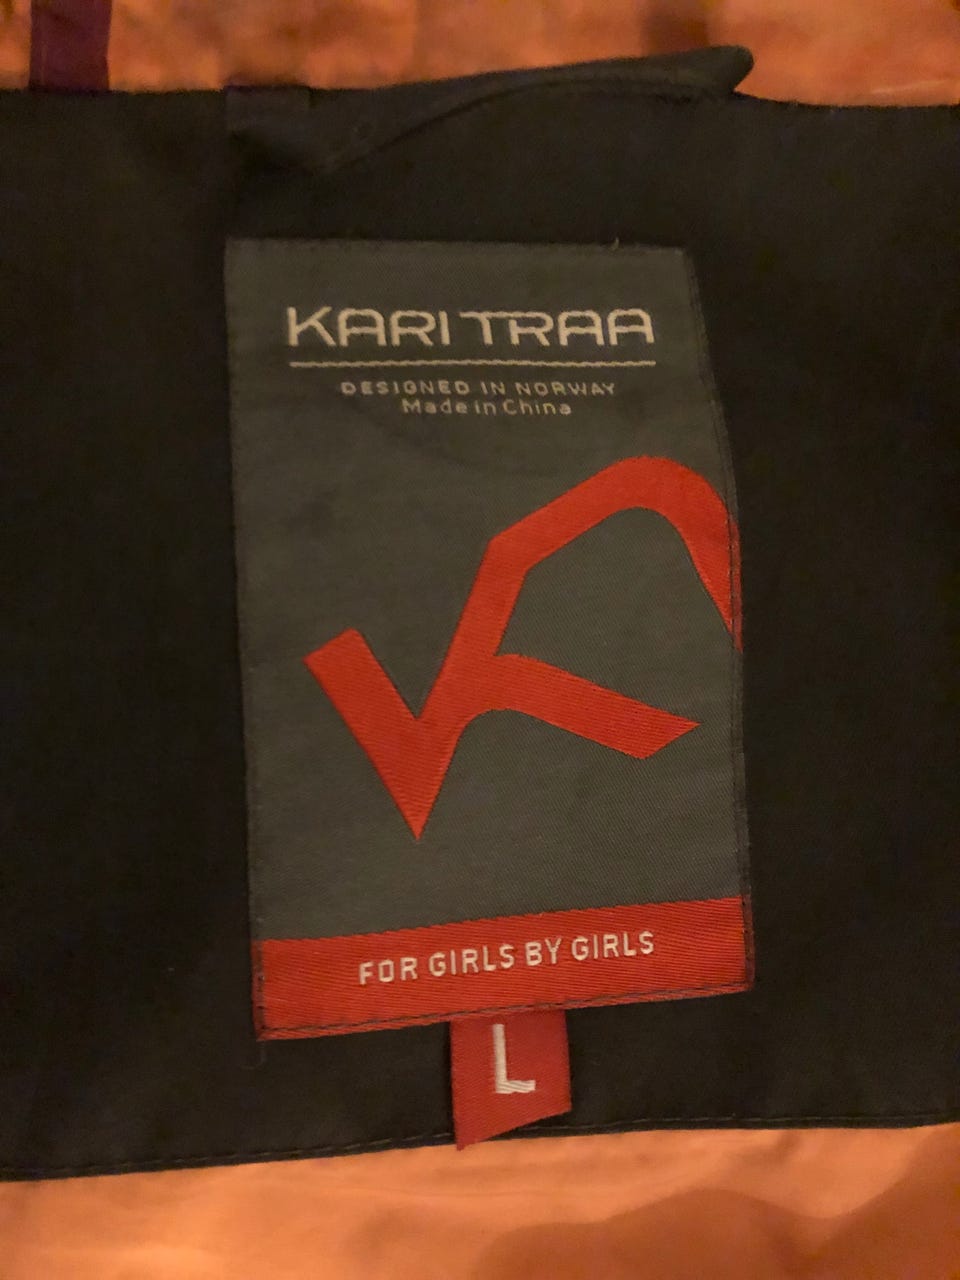 KARI TRAA
DESIGNED IN NORWAY
Made in China
FOR GIRLS BY GIRLS
L